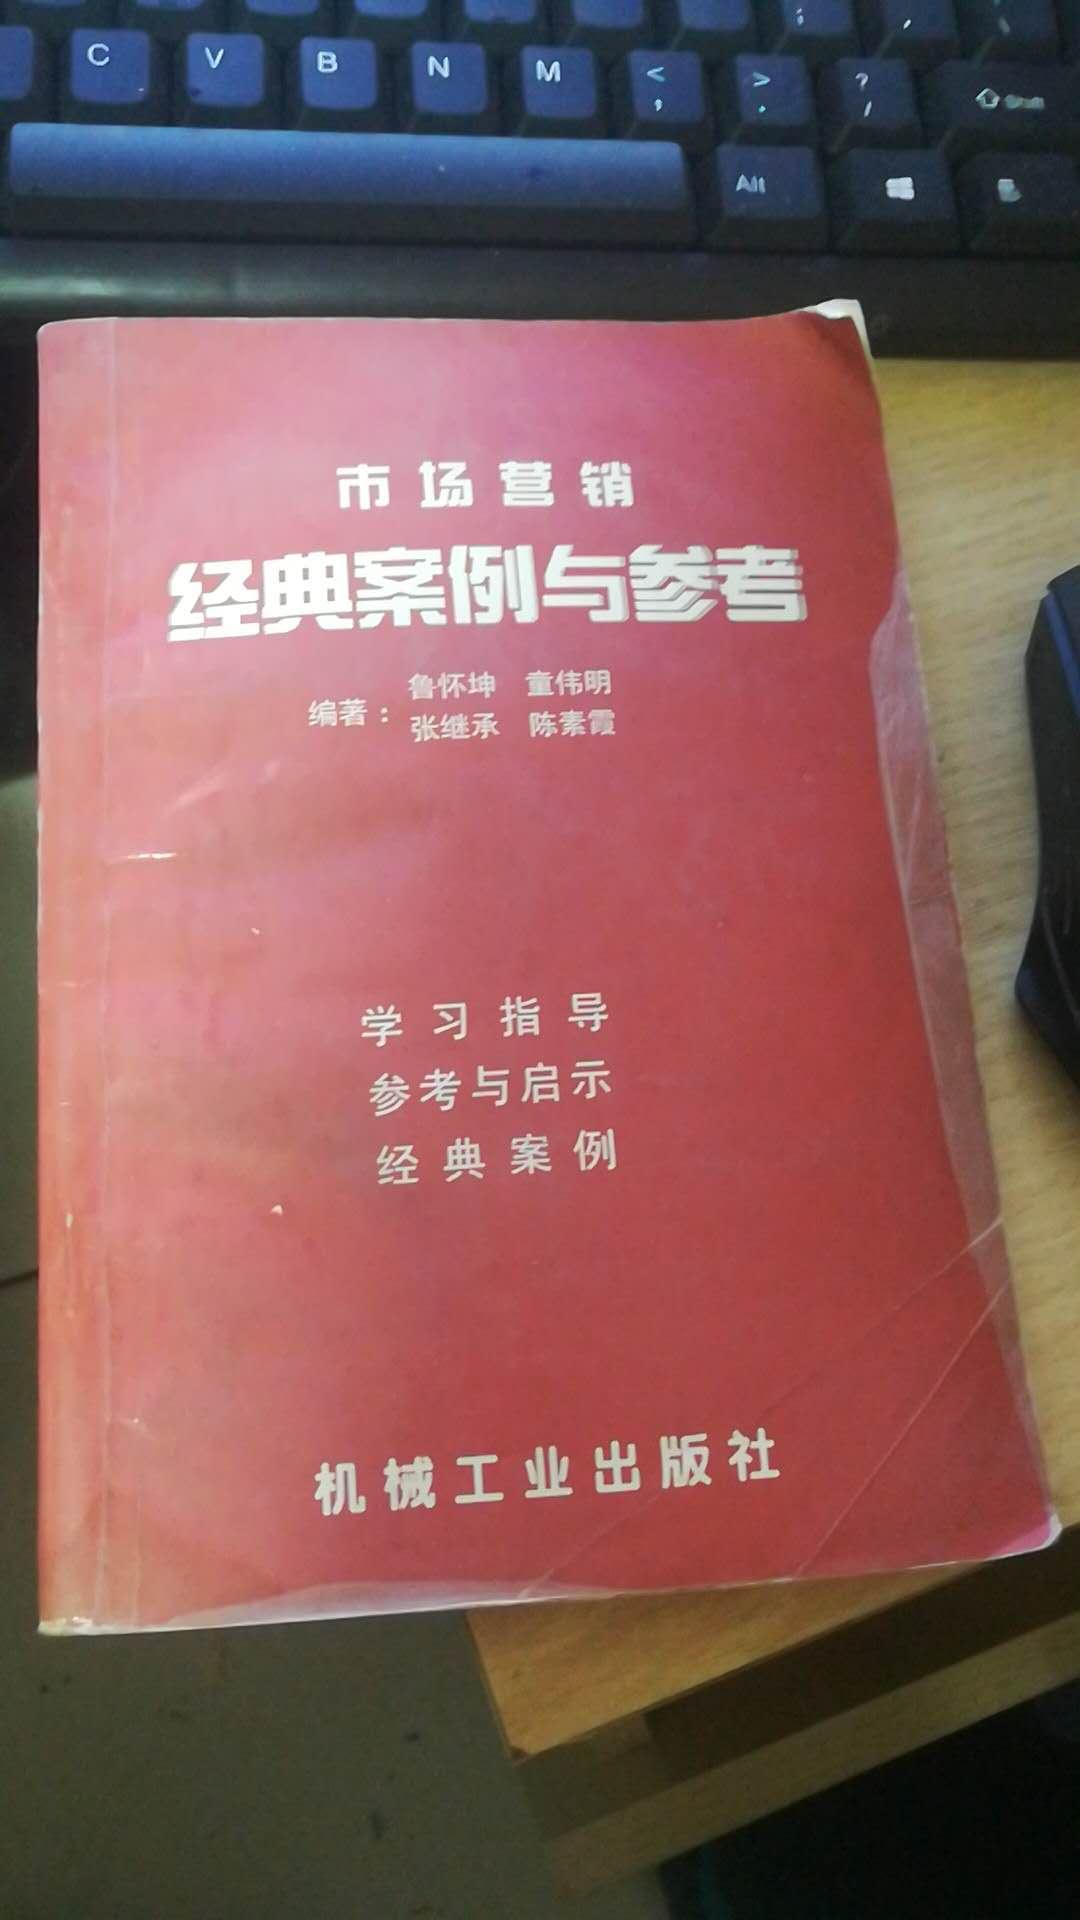 C V B N M < , > . ? / Shift
Alt
市场营销
经典案例与参考
编著：鲁怀坤 童伟明
张继承 陈素霞
学习指导
参考与启示
经典案例
机械工业出版社